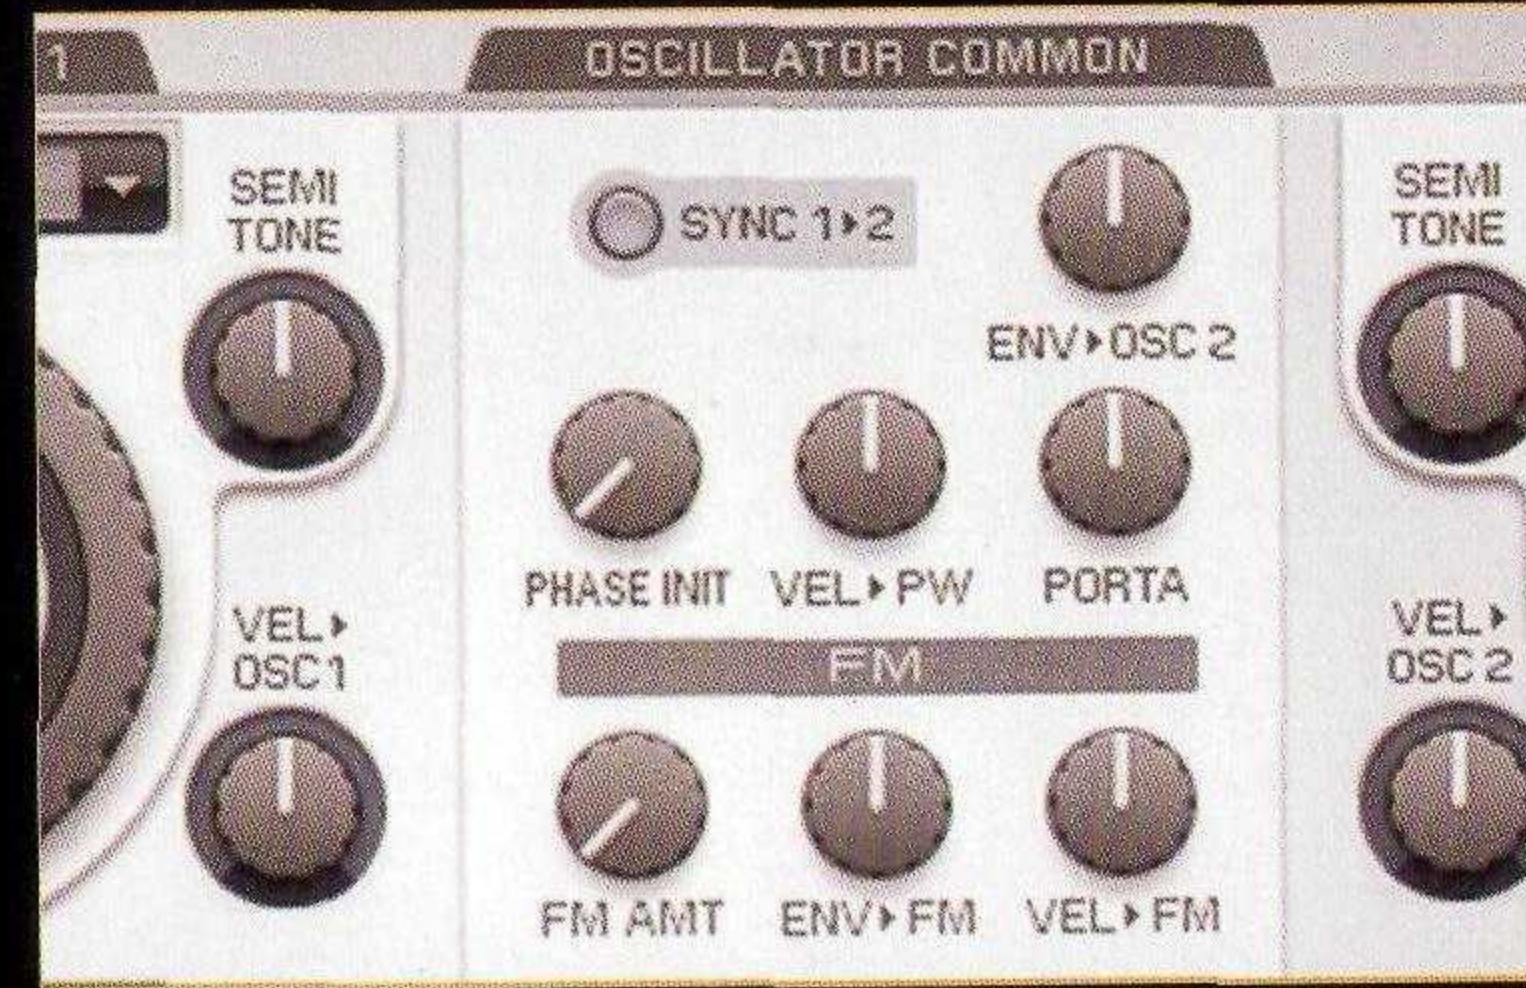 1
OSCILLATOR COMMON
SEMI
TONE
SYNC 1▸2
SEMI
TONE
ENV▸OSC 2
PHASE INIT
VEL▸PW
PORTA
VEL▸
OSC 1
FM
VEL▸
OSC 2
FM AMT
ENV▸FM
VEL▸FM